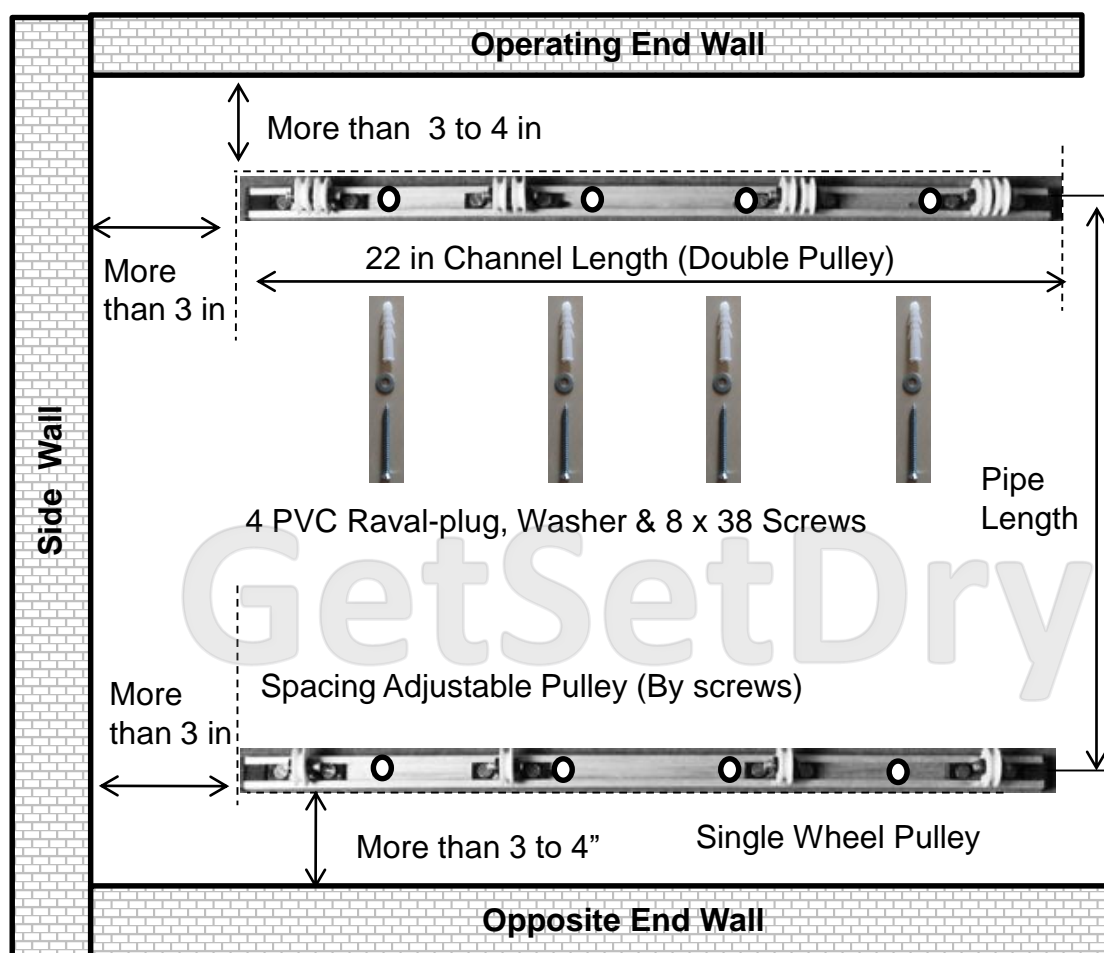 Operating End Wall
More than 3 to 4 in
More
than 3 in
22 in Channel Length (Double Pulley)
Side Wall
Pipe
Length
4 PVC Raval-plug, Washer & 8 x 38 Screws
GetSetDry
More
than 3 in
Spacing Adjustable Pulley (By screws)
More than 3 to 4”
Single Wheel Pulley
Opposite End Wall